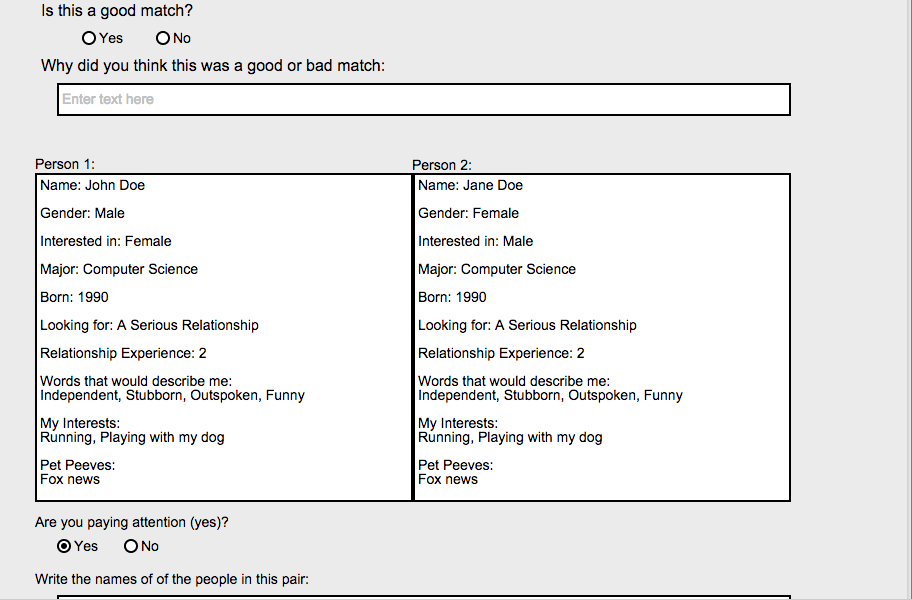 Is this a good match?
Yes No
Why did you think this was a good or bad match:
Enter text here
Person 1:
Name: John Doe
Gender: Male
Interested in: Female
Major: Computer Science
Born: 1990
Looking for: A Serious Relationship
Relationship Experience: 2
Words that would describe me:
Independent, Stubborn, Outspoken, Funny
My Interests:
Running, Playing with my dog
Pet Peeves:
Fox news
Person 2:
Name: Jane Doe
Gender: Female
Interested in: Male
Major: Computer Science
Born: 1990
Looking for: A Serious Relationship
Relationship Experience: 2
Words that would describe me:
Independent, Stubborn, Outspoken, Funny
My Interests:
Running, Playing with my dog
Pet Peeves:
Fox news
Are you paying attention (yes)?
Yes No
Write the names of of the people in this pair: